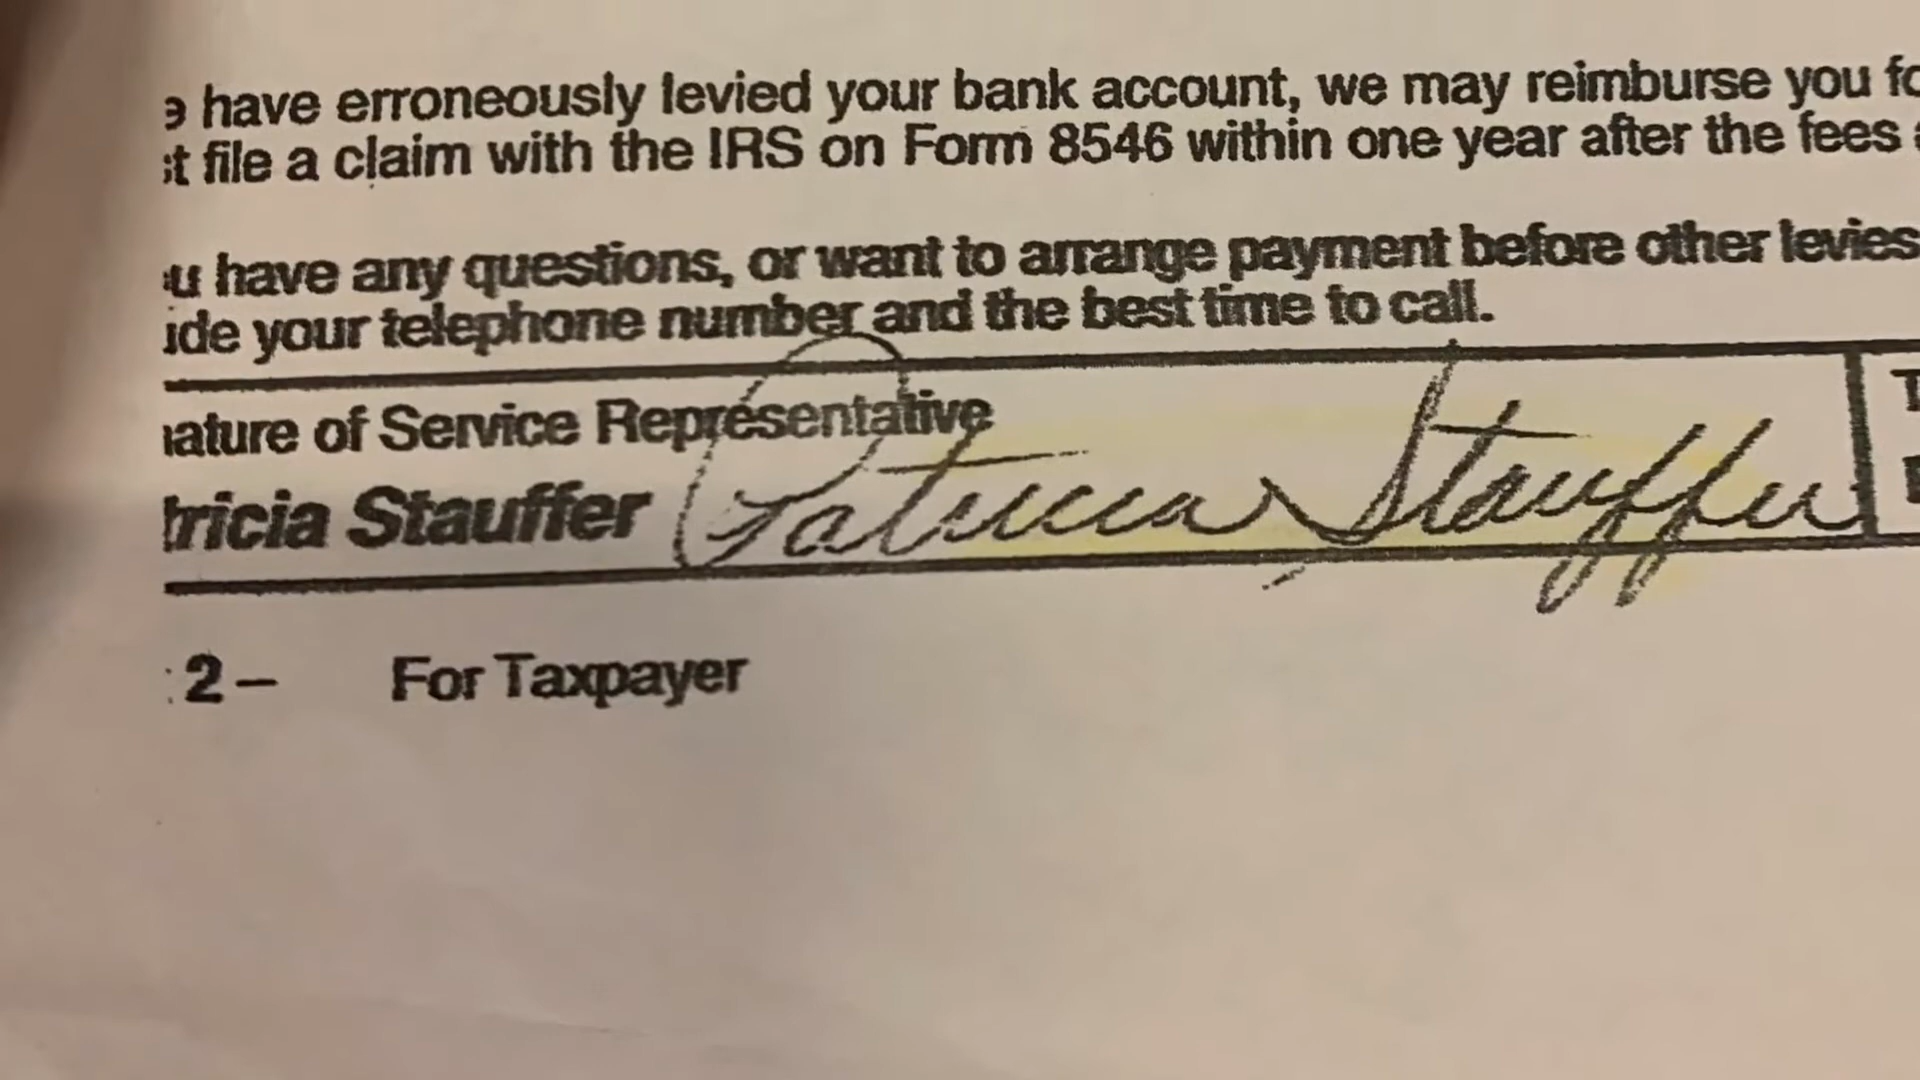 have erroneously levied your bank account, we may reimburse you
file a claim with the IRS on Form 8546 within one year after the fees
have any questions, or want to arrange payment before other levies
your telephone number and the best time to call.
ature of Service Representative
tricia Stauffer Patricia Stauffer
2 – For Taxpayer